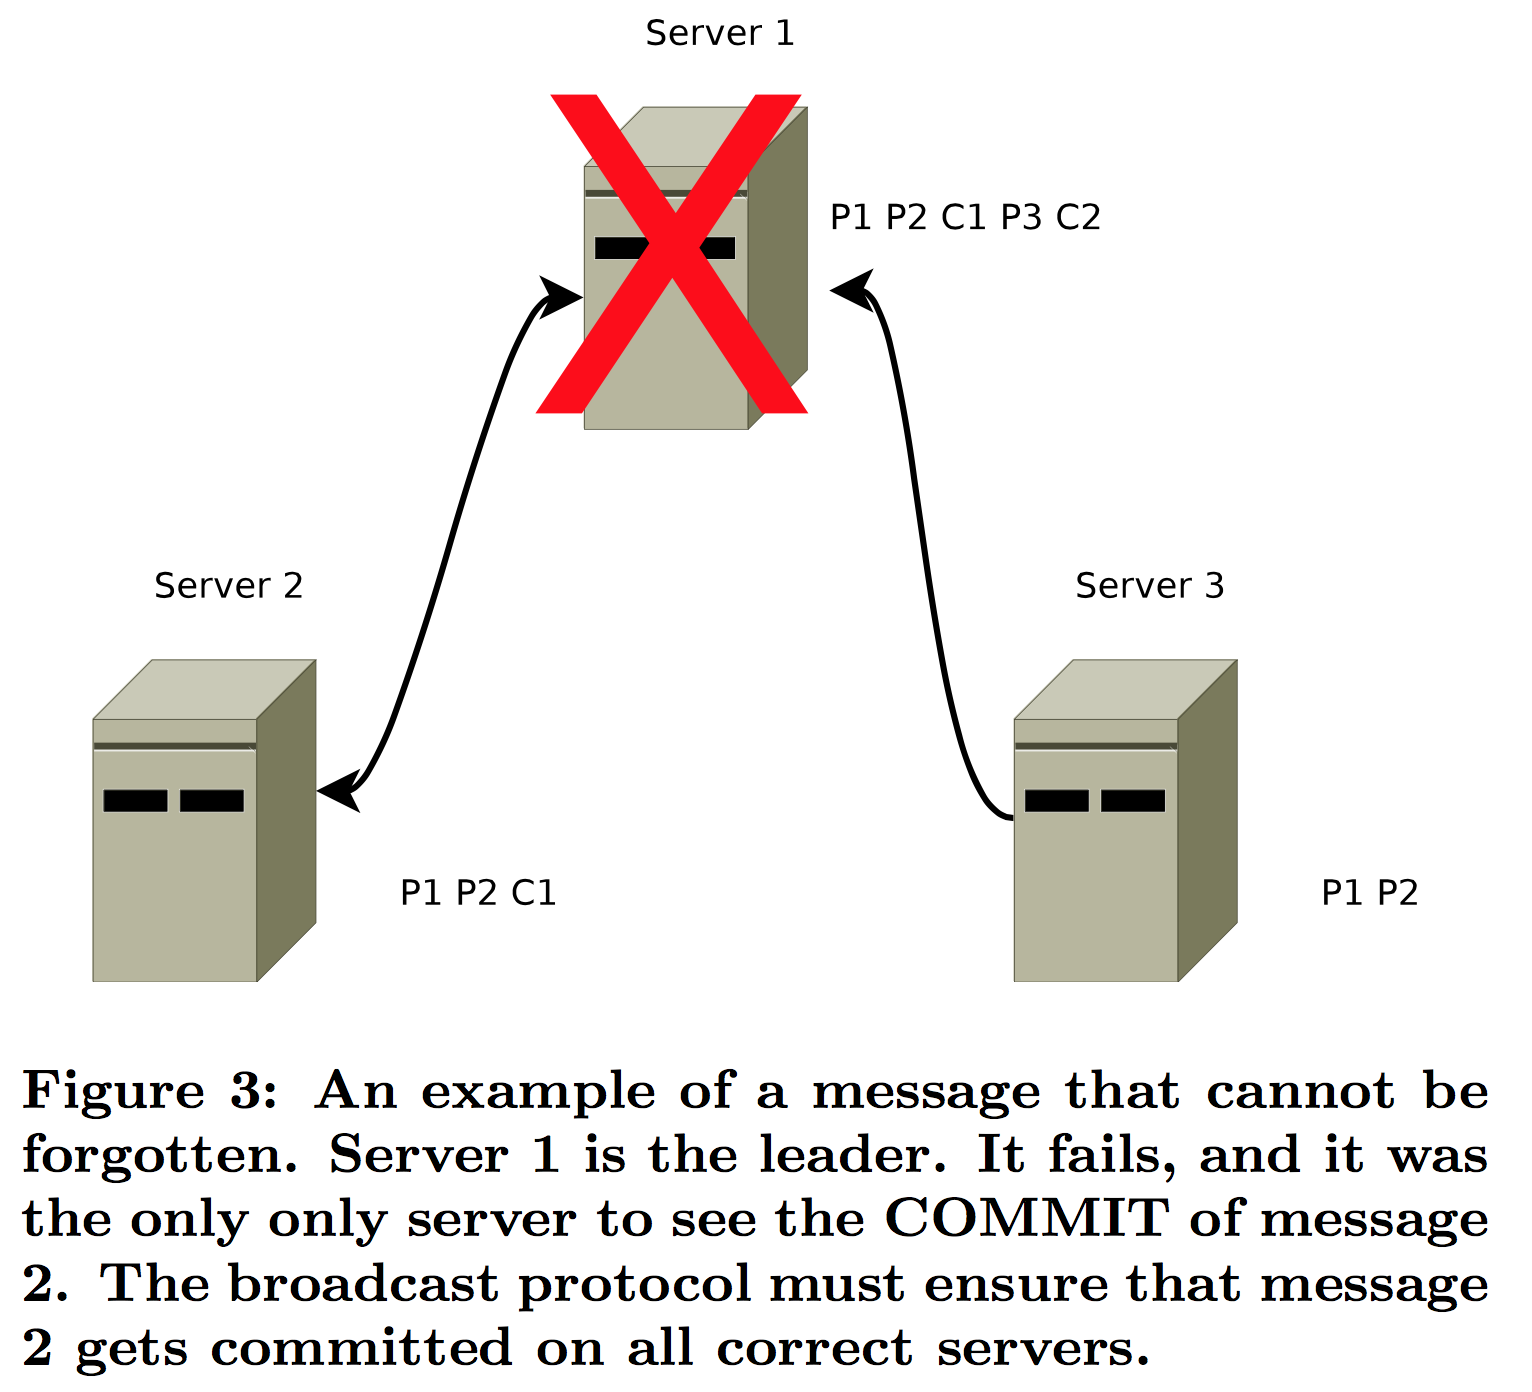 Server 1
P1 P2 C1 P3 C2
Server 2
Server 3
P1 P2 C1
P1 P2
Figure 3: An example of a message that cannot be
forgotten. Server 1 is the leader. It fails, and it was
the only only server to see the COMMIT of message
2. The broadcast protocol must ensure that message
2 gets committed on all correct servers.